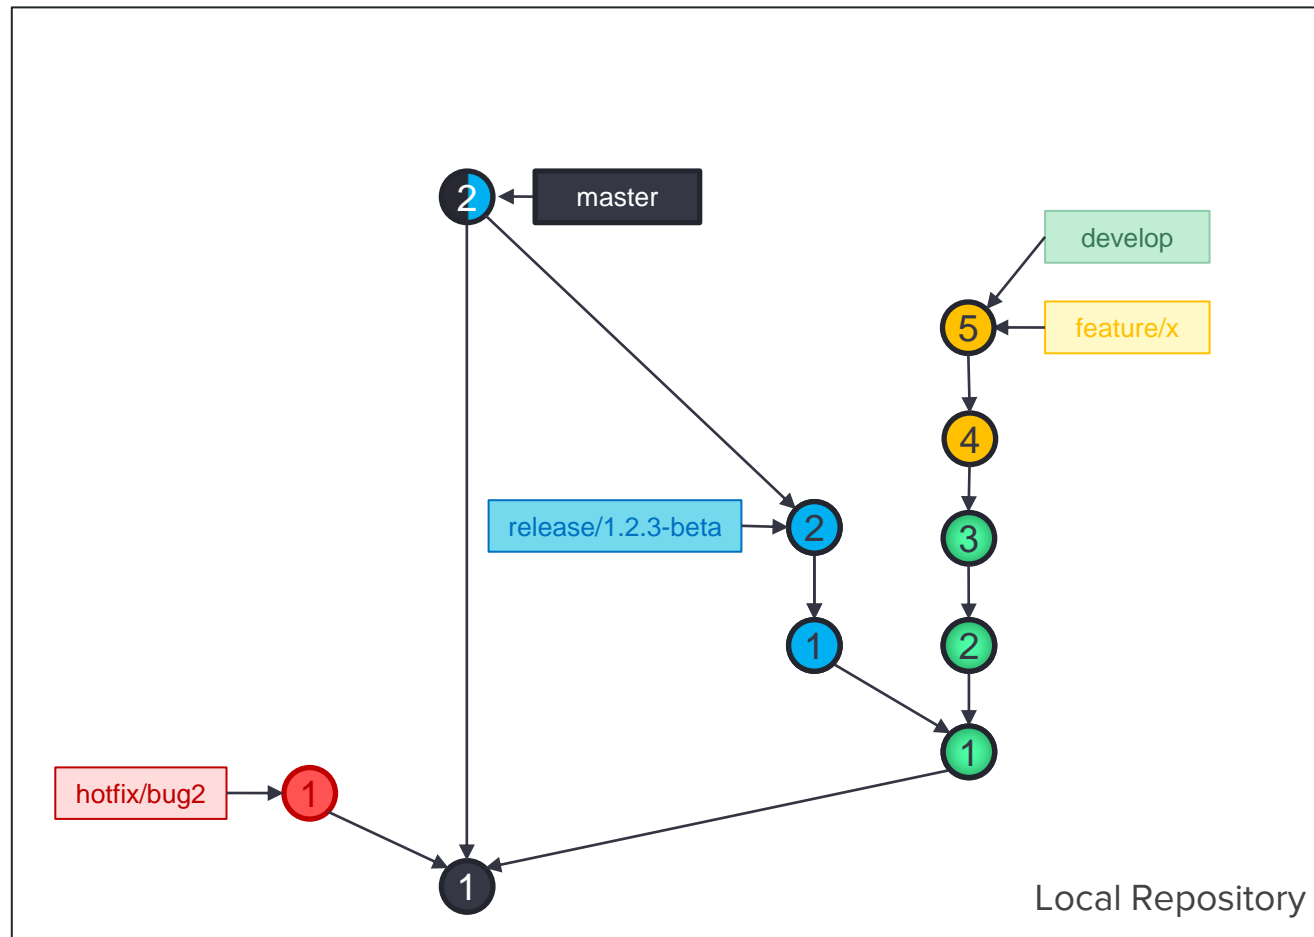 2
master
develop
5
feature/x
4
release/1.2.3-beta
2
3
1
2
1
hotfix/bug2
1
1
Local Repository